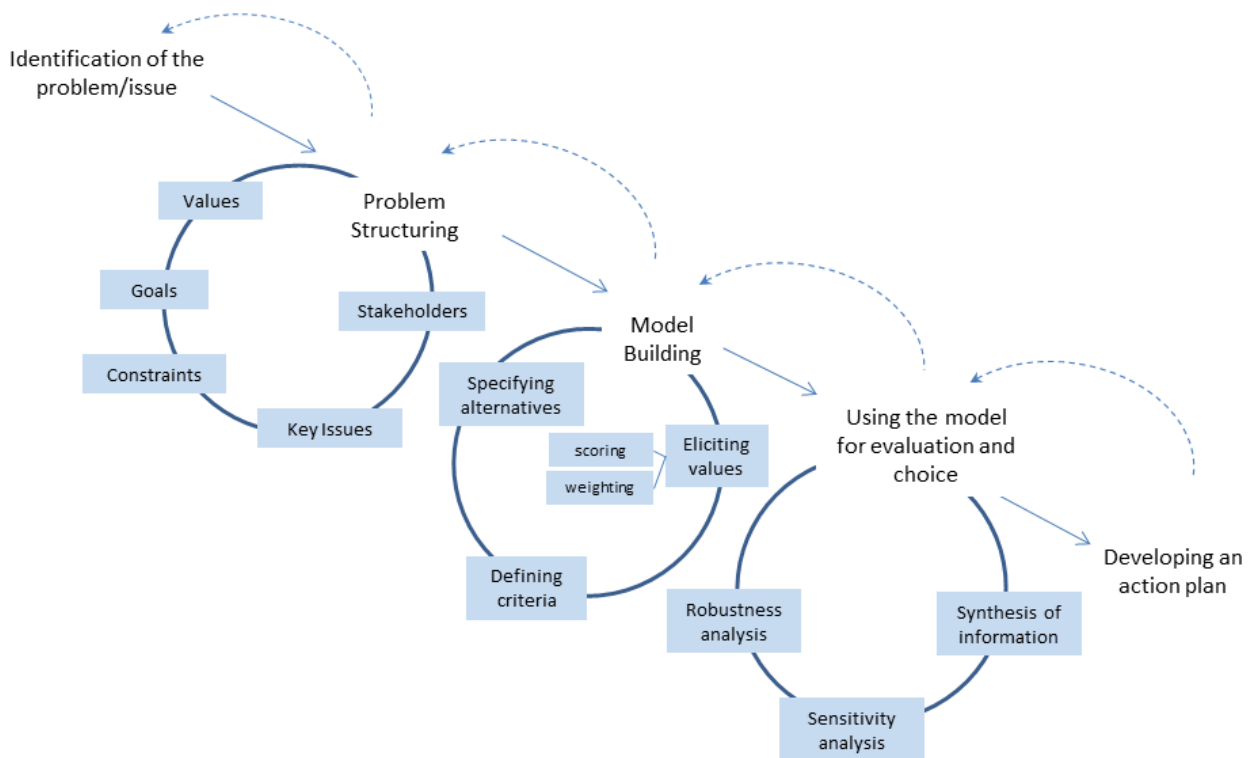 Identification of the
problem/issue
Problem
Structuring
Values
Goals
Stakeholders
Constraints
Key Issues
Model
Building
Specifying
alternatives
Eliciting
values
scoring
weighting
Defining
criteria
Using the model
for evaluation and
choice
Robustness
analysis
Synthesis of
information
Sensitivity
analysis
Developing an
action plan